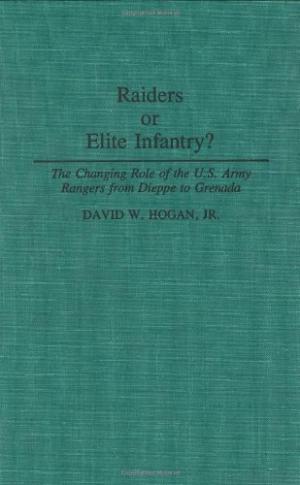 Raiders
or
Elite Infantry?
The Changing Role of the U.S. Army
Rangers from Dieppe to Grenada
DAVID W. HOGAN, JR.